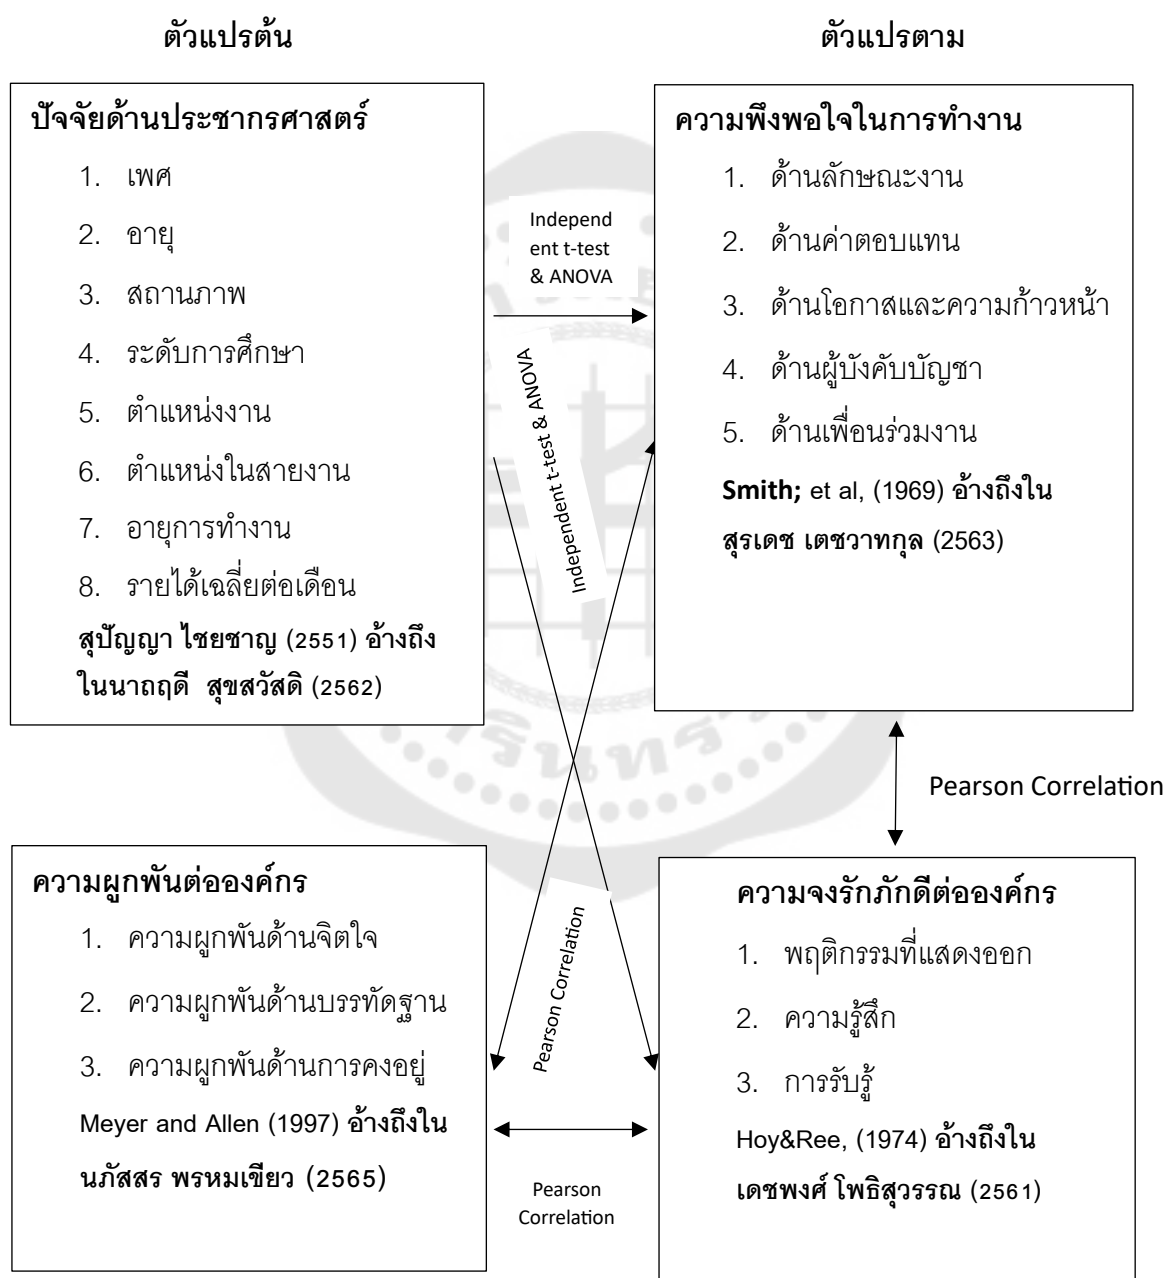 ตัวแปรต้น
ตัวแปรตาม
ปัจจัยด้านประชากรศาสตร์
1. เพศ
2. อายุ
3. สถานภาพ
4. ระดับการศึกษา
5. ตำแหน่งงาน
6. ตำแหน่งในสายงาน
7. อายุการทำงาน
8. รายได้เฉลี่ยต่อเดือน
สุปัญญา ไชยชาญ (2551) อ้างถึง
ในนาถฤดี สุขสวัสดิ (2562)
Independ
ent t-test
& ANOVA
Independent t-test & ANOVA
ความพึงพอใจในการทำงาน
1. ด้านลักษณะงาน
2. ด้านค่าตอบแทน
3. ด้านโอกาสและความก้าวหน้า
4. ด้านผู้บังคับบัญชา
5. ด้านเพื่อนร่วมงาน
Smith; et al, (1969) อ้างถึงใน
สุรเดช เตชวาทกุล (2563)
Pearson Correlation
ความผูกพันต่อองค์กร
1. ความผูกพันด้านจิตใจ
2. ความผูกพันด้านบรรทัดฐาน
3. ความผูกพันด้านการคงอยู่
Meyer and Allen (1997) อ้างถึงใน
นภัสสร พรหมเขียว (2565)
Pearson Correlation
Pearson
Correlation
ความจงรักภักดีต่อองค์กร
1. พฤติกรรมที่แสดงออก
2. ความรู้สึก
3. การรับรู้
Hoy&Ree, (1974) อ้างถึงใน
เดชพงศ์ โพธิสุวรรณ (2561)